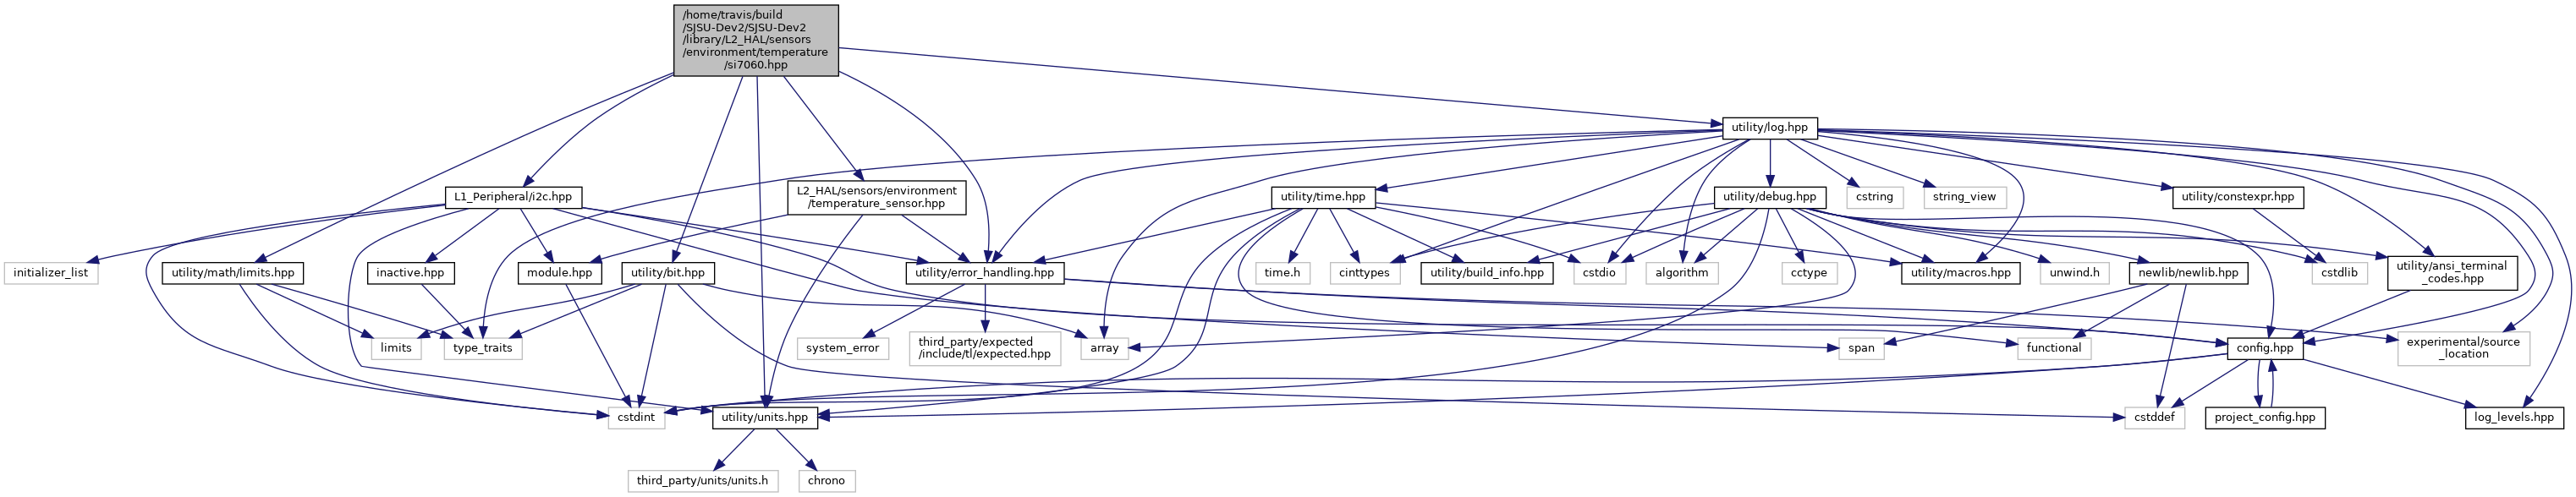 /home/travis/build
/SJSU-Dev2/SJSU-Dev2
/library/L2_HAL/sensors
/environment/temperature
/si7060.hpp
utility/log.hpp
L1_Peripheral/i2c.hpp
L2_HAL/sensors/environment
/temperature_sensor.hpp
utility/time.hpp
utility/debug.hpp
cstring
string_view
utility/constexpr.hpp
initializer_list
utility/math/limits.hpp
inactive.hpp
module.hpp
utility/bit.hpp
utility/error_handling.hpp
time.h
cinttypes
utility/build_info.hpp
cstdio
algorithm
cctype
utility/macros.hpp
unwind.h
newlib/newlib.hpp
cstdlib
utility/ansi_terminal
_codes.hpp
limits
type_traits
system_error
third_party/expected
/include/tl/expected.hpp
array
span
functional
config.hpp
experimental/source
_location
cstdint
utility/units.hpp
cstddef
project_config.hpp
log_levels.hpp
third_party/units/units.h
chrono